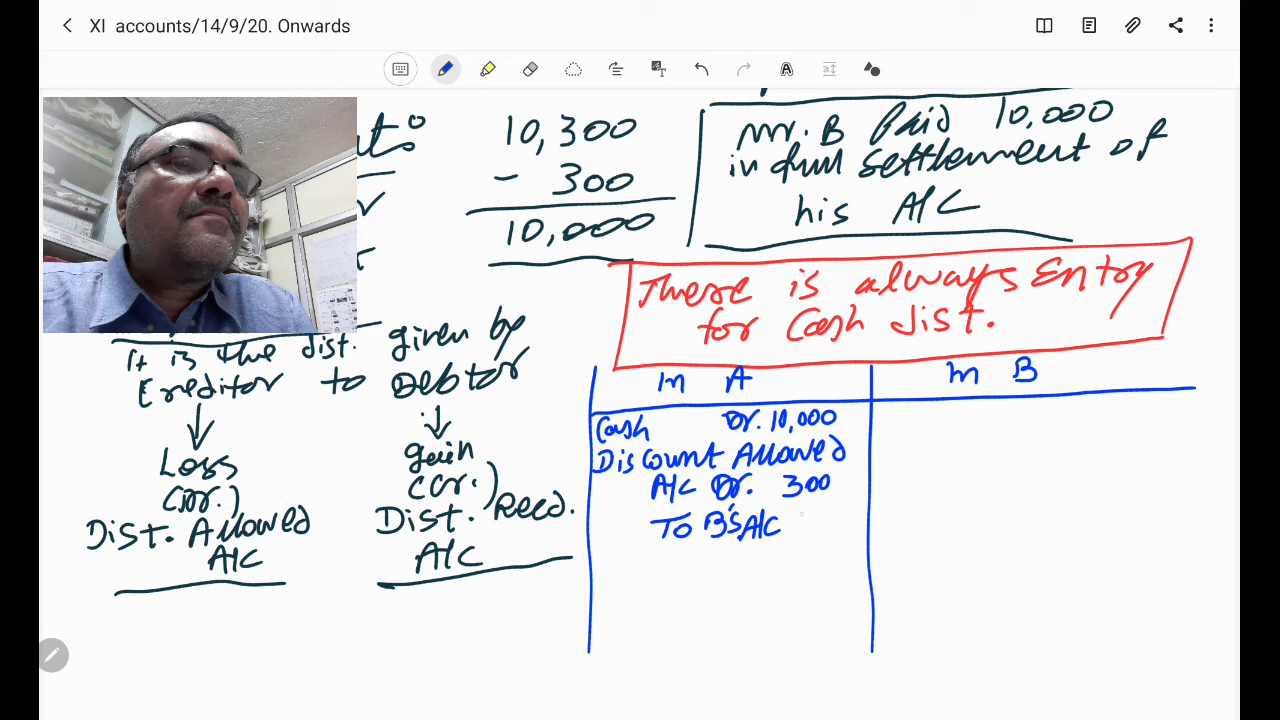 XI accounts/14/9/20. Onwards
10,300
- 300
10,000
Mr. B Paid 10,000
in full settlement of
his A/C
There is always Entry
for Cash dist.
It is the dist. given by
Creditor to Debtor
Loss
(Dr.)
Dist. Allowed
A/C
gain
(Cr.)
Dist. Recd.
A/C
In A
Cash Dr. 10,000
Discount Allowed
A/C Dr. 300
To B's A/C
In B